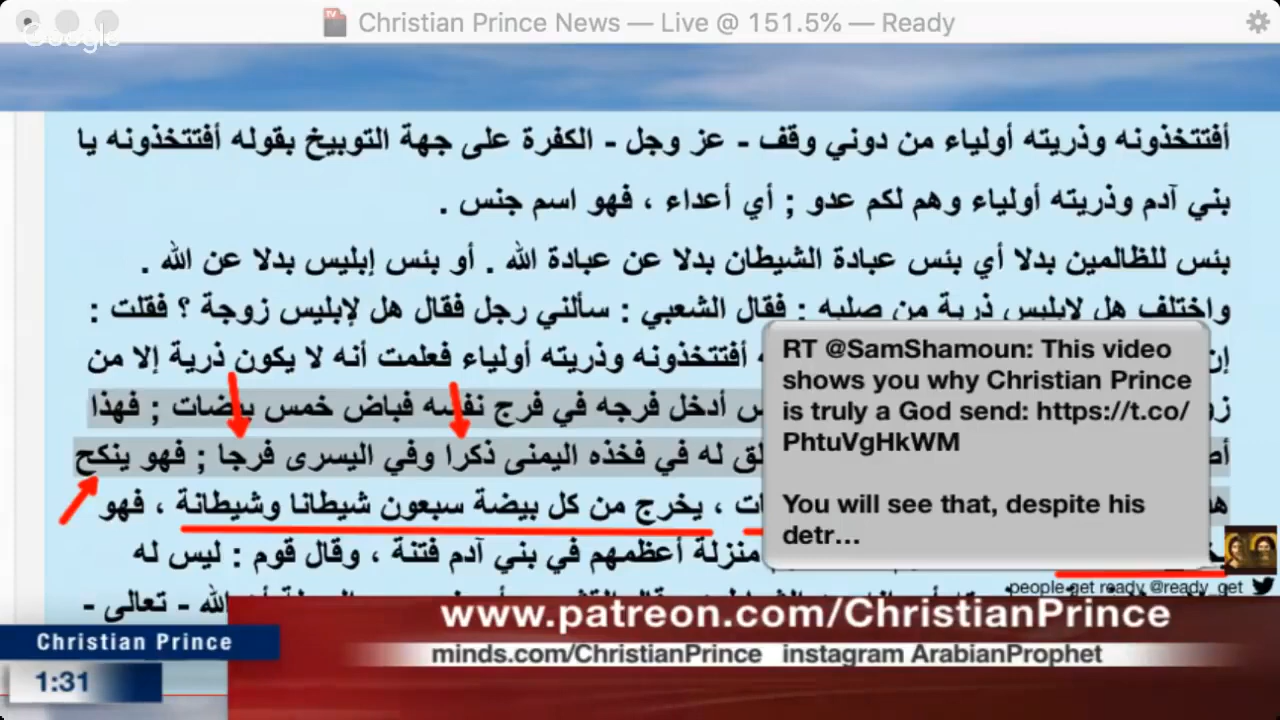 Christian Prince News — Live @ 151.5% — Ready
Google
أفتتخذونه وذريته أولياء من دوني وقف - عز وجل - الكفرة على جهة التوبيخ بقوله أفتتخذونه يا
بني آدم وذريته أولياء وهم لكم عدو ; أي أعداء ، فهو اسم جنس .
بئس للظالمين بدلا أي بئس عبادة الشيطان بدلا عن عبادة الله . أو بئس إبليس بدلا عن الله .
واختلف هل لإبليس ذرية من صلبه : فقال الشعبي : سألني رجل فقال هل لإبليس زوجة ؟ فقلت :
أفتتخذونه وذريته أولياء فعلمت أنه لا يكون ذرية إلا من
أدخل فرجه في فرج نفسه فباض خمس بيضات ; فهذا
له في فخذه اليمنى ذكرا وفي اليسرى فرجا ; فهو ينكح
، يخرج من كل بيضة سبعون شيطانا وشيطانة ، فهو
منزلة أعظمهم في بني آدم فتنة ، وقال قوم : ليس له
الله - تعالى -
RT @SamShamoun: This video
shows you why Christian Prince
is truly a God send: https://t.co/
PhtuVgHkWM
You will see that, despite his
detr...
people get ready @ready_get
www.patreon.com/ChristianPrince
Christian Prince
minds.com/ChristianPrince instagram ArabianProphet
1:31